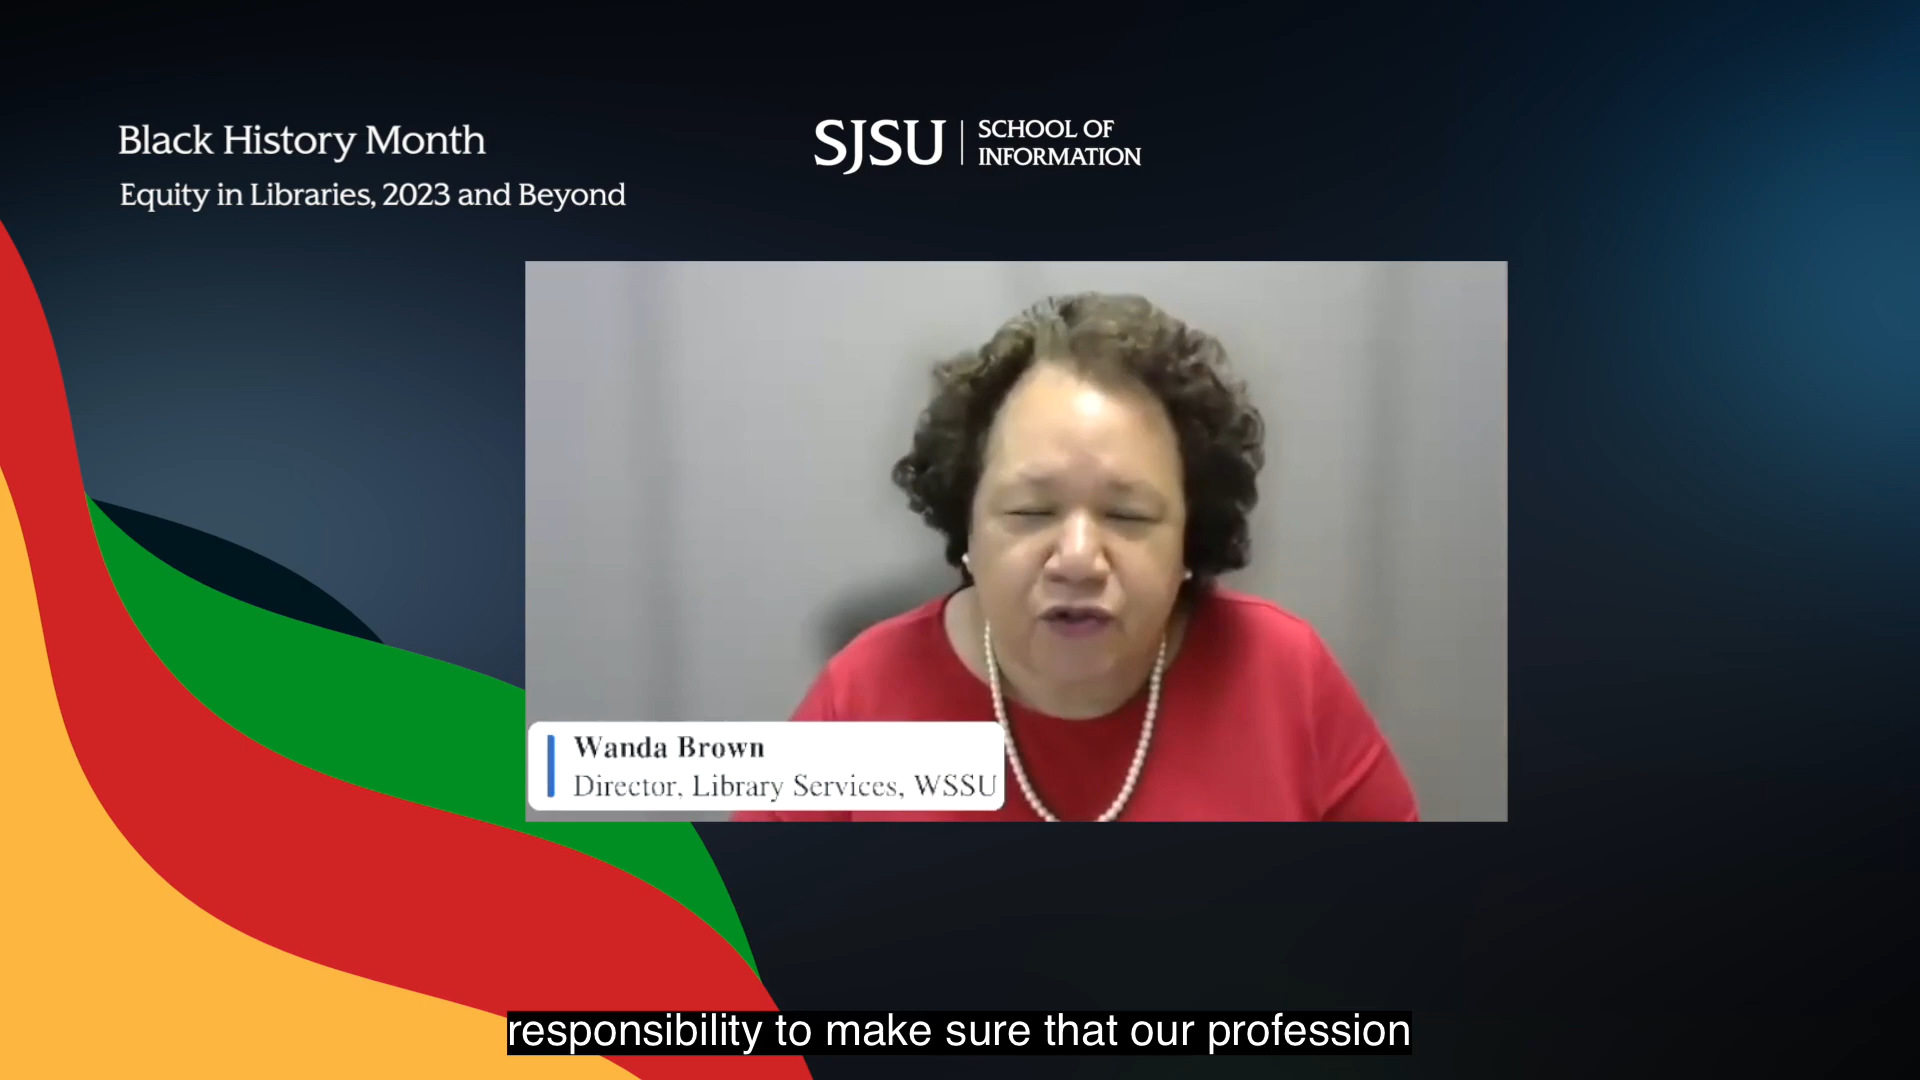 Black History Month
Equity in Libraries, 2023 and Beyond
SJSU
SCHOOL OF
INFORMATION
Wanda Brown
Director, Library Services, WSSU
responsibility to make sure that our profession